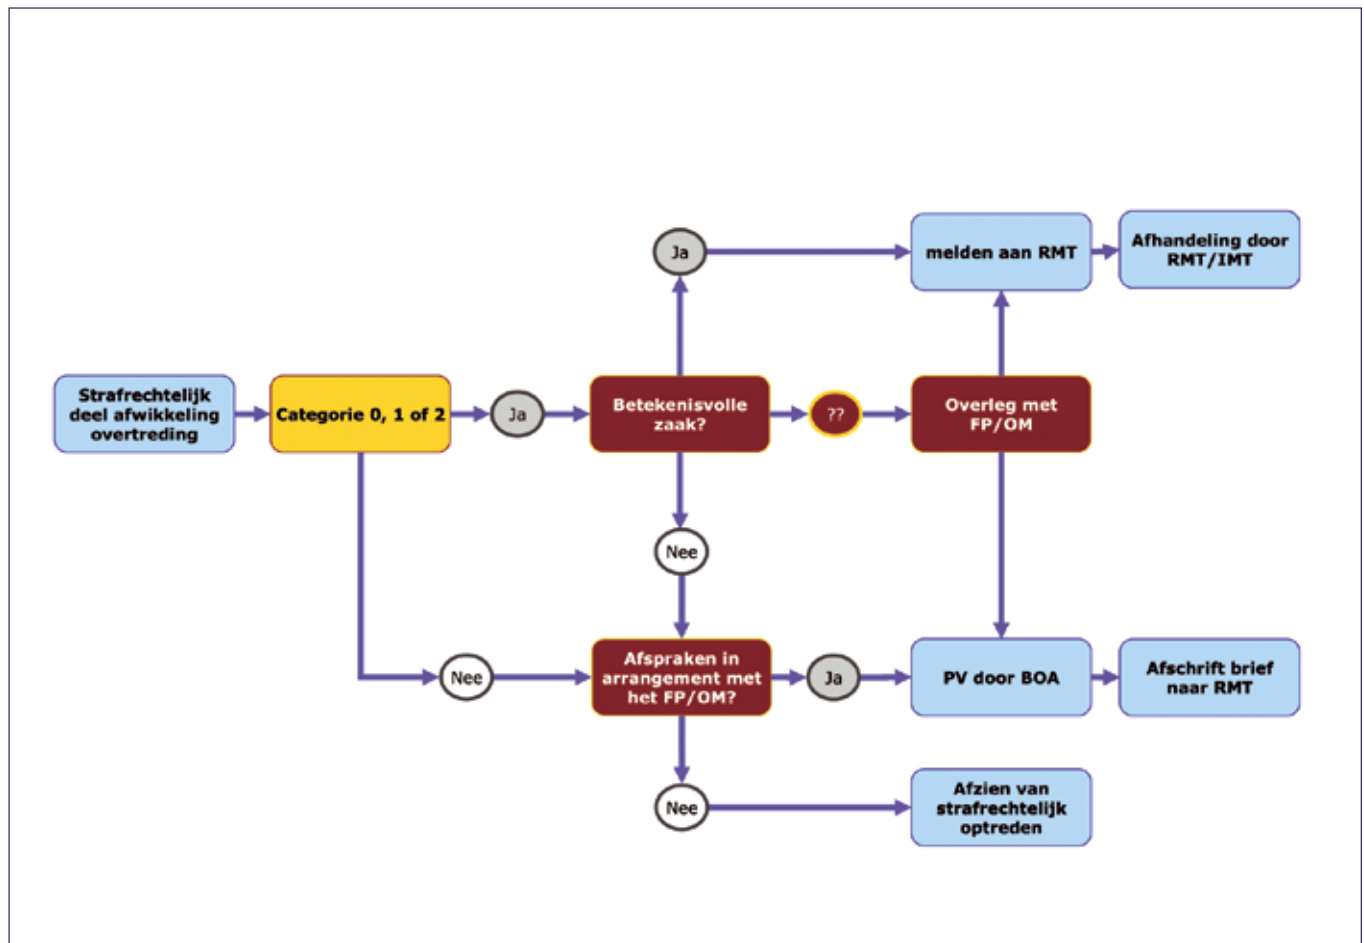 Ja
melden aan RMT
Afhandeling door
RMT/IMT
Strafrechtelijk
deel afwikkeling
overtreding
Categorie 0, 1 of 2
Ja
Betekenisvolle
zaak?
??
Overleg met
FP/OM
Nee
Nee
Afspraken in
arrangement met
het FP/OM?
Ja
PV door BOA
Afschrift brief
naar RMT
Nee
Afzien van
strafrechtelijk
optreden